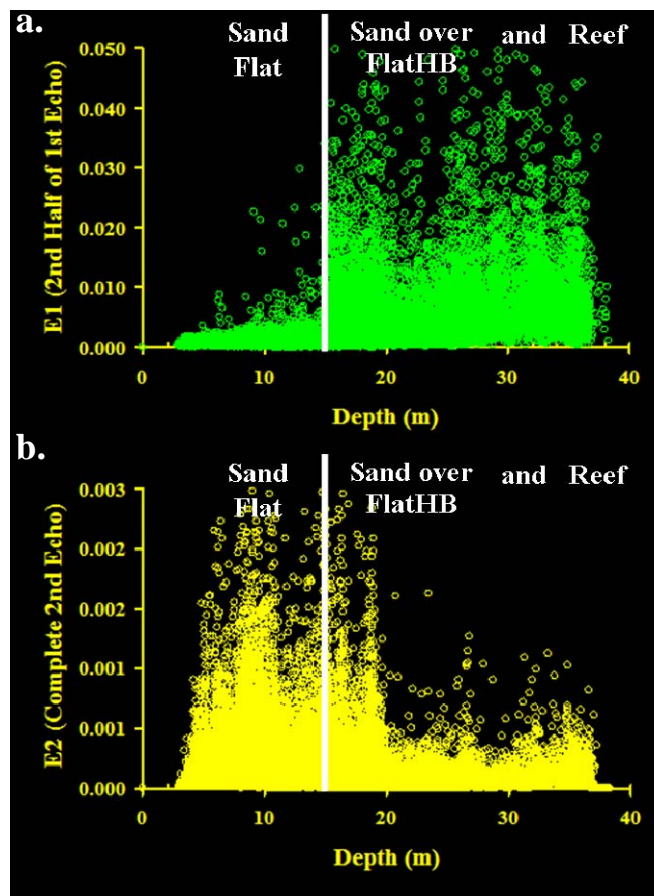 a.
Sand Flat
Sand over FlatHB and Reef
E1 (2nd Half of 1st Echo)
0.050
0.040
0.030
0.020
0.010
0.000
0 10 20 30 40
Depth (m)
b.
Sand Flat
Sand over FlatHB and Reef
E2 (Complete 2nd Echo)
0.003
0.002
0.002
0.001
0.001
0.000
0 10 20 30 40
Depth (m)